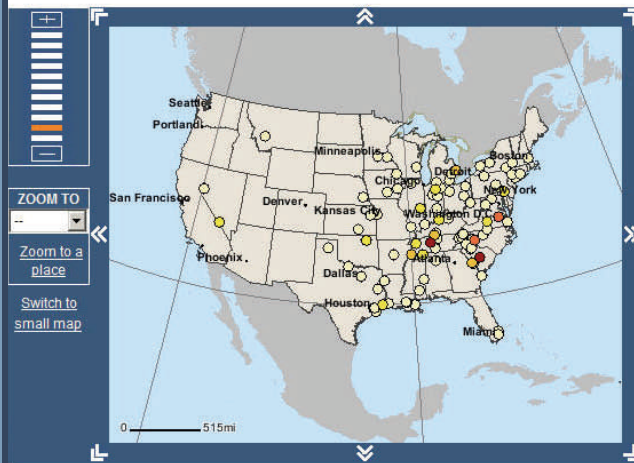 ZOOM TO
--
Zoom to a
place
Switch to
small map
Seattle
Portland
Minneapolis
Boston
Detroit
Chicago
New York
San Francisco
Denver
Kansas City
Washington D.C.
Phoenix
Atlanta
Dallas
Houston
Miami
0 515mi